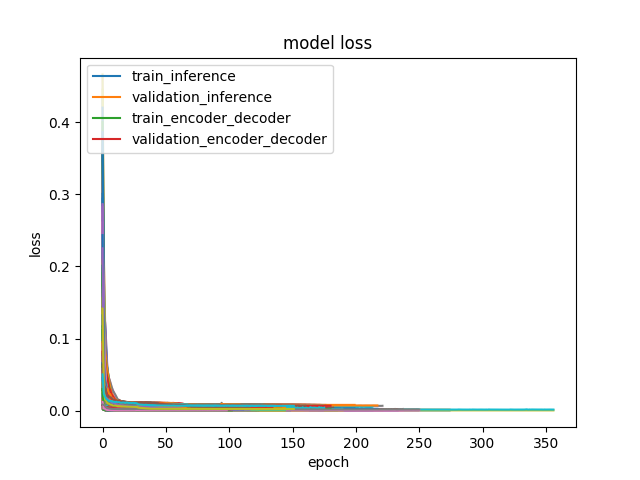 model loss
train_inference
validation_inference
train_encoder_decoder
validation_encoder_decoder
0.4
0.3
0.2
0.1
0.0
loss
0 50 100 150 200 250 300 350
epoch